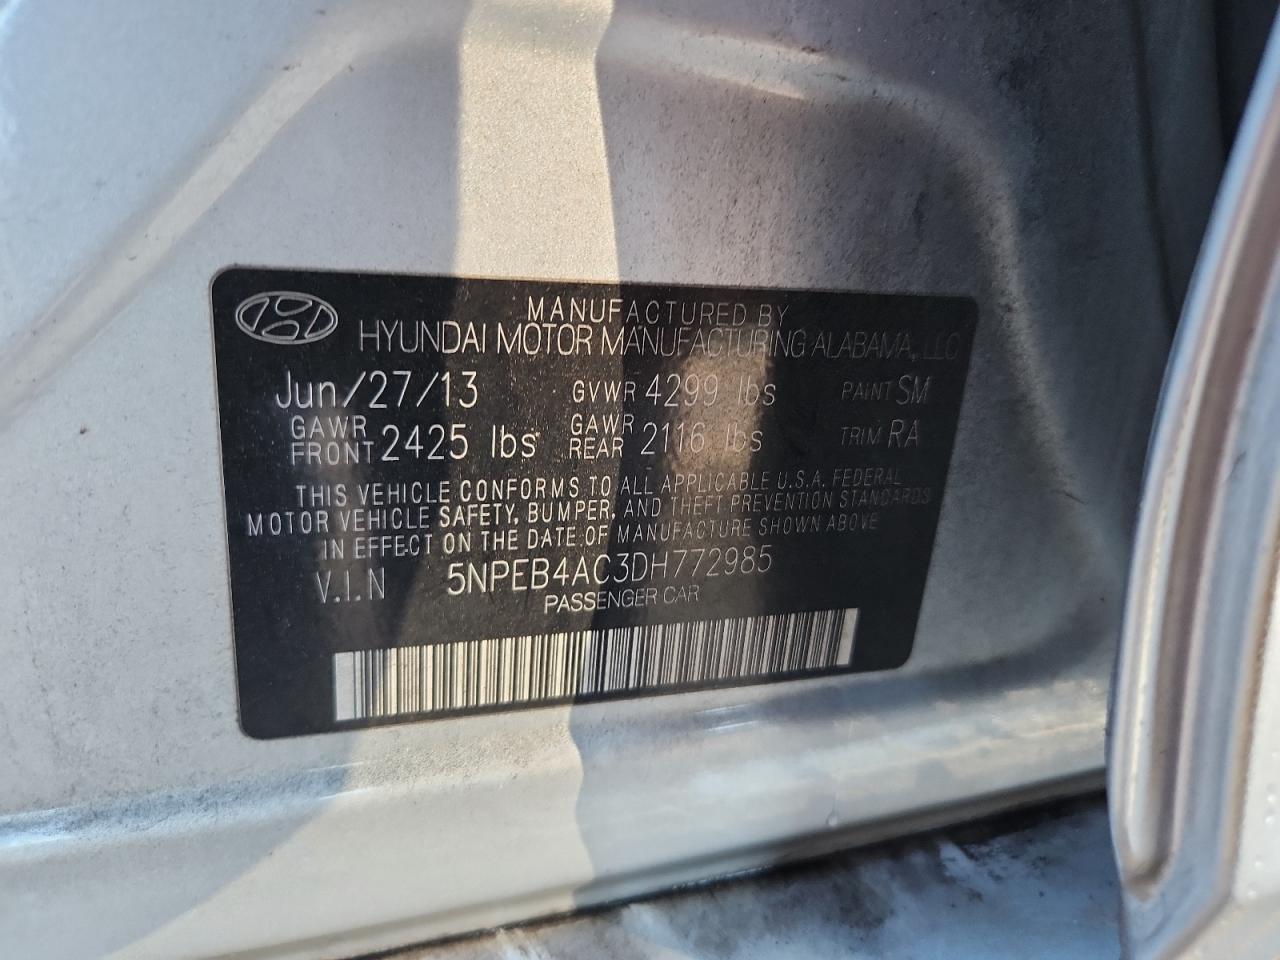 MANUFACTURED BY
HYUNDAI MOTOR MANUFACTURING ALABAMA, LLC
Jun/27/13 GVWR 4299 lbs PAINT SM
GAWR FRONT 2425 lbs GAWR REAR 2116 lbs TRIM RA
THIS VEHICLE CONFORMS TO ALL APPLICABLE U.S.A. FEDERAL
MOTOR VEHICLE SAFETY, BUMPER, AND THEFT PREVENTION STANDARDS
IN EFFECT ON THE DATE OF MANUFACTURE SHOWN ABOVE
V.I.N 5NPEB4AC3DH772985
PASSENGER CAR